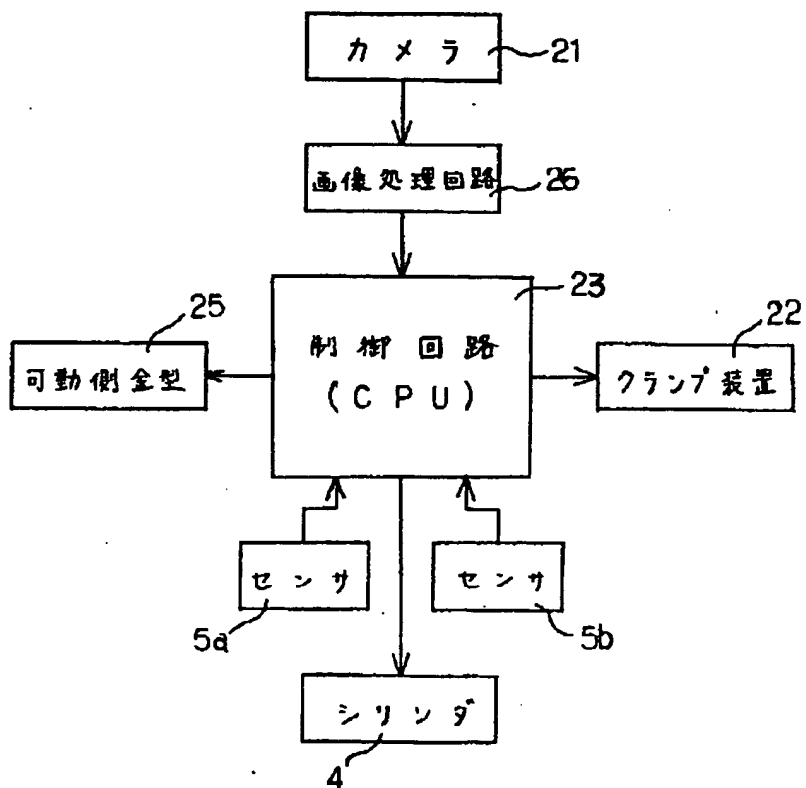 カメラ
21
画像処理回路
26
23
制御回路
(CPU)
25
可動側金型
22
クランプ装置
センサ
5a
センサ
5b
シリンダ
4